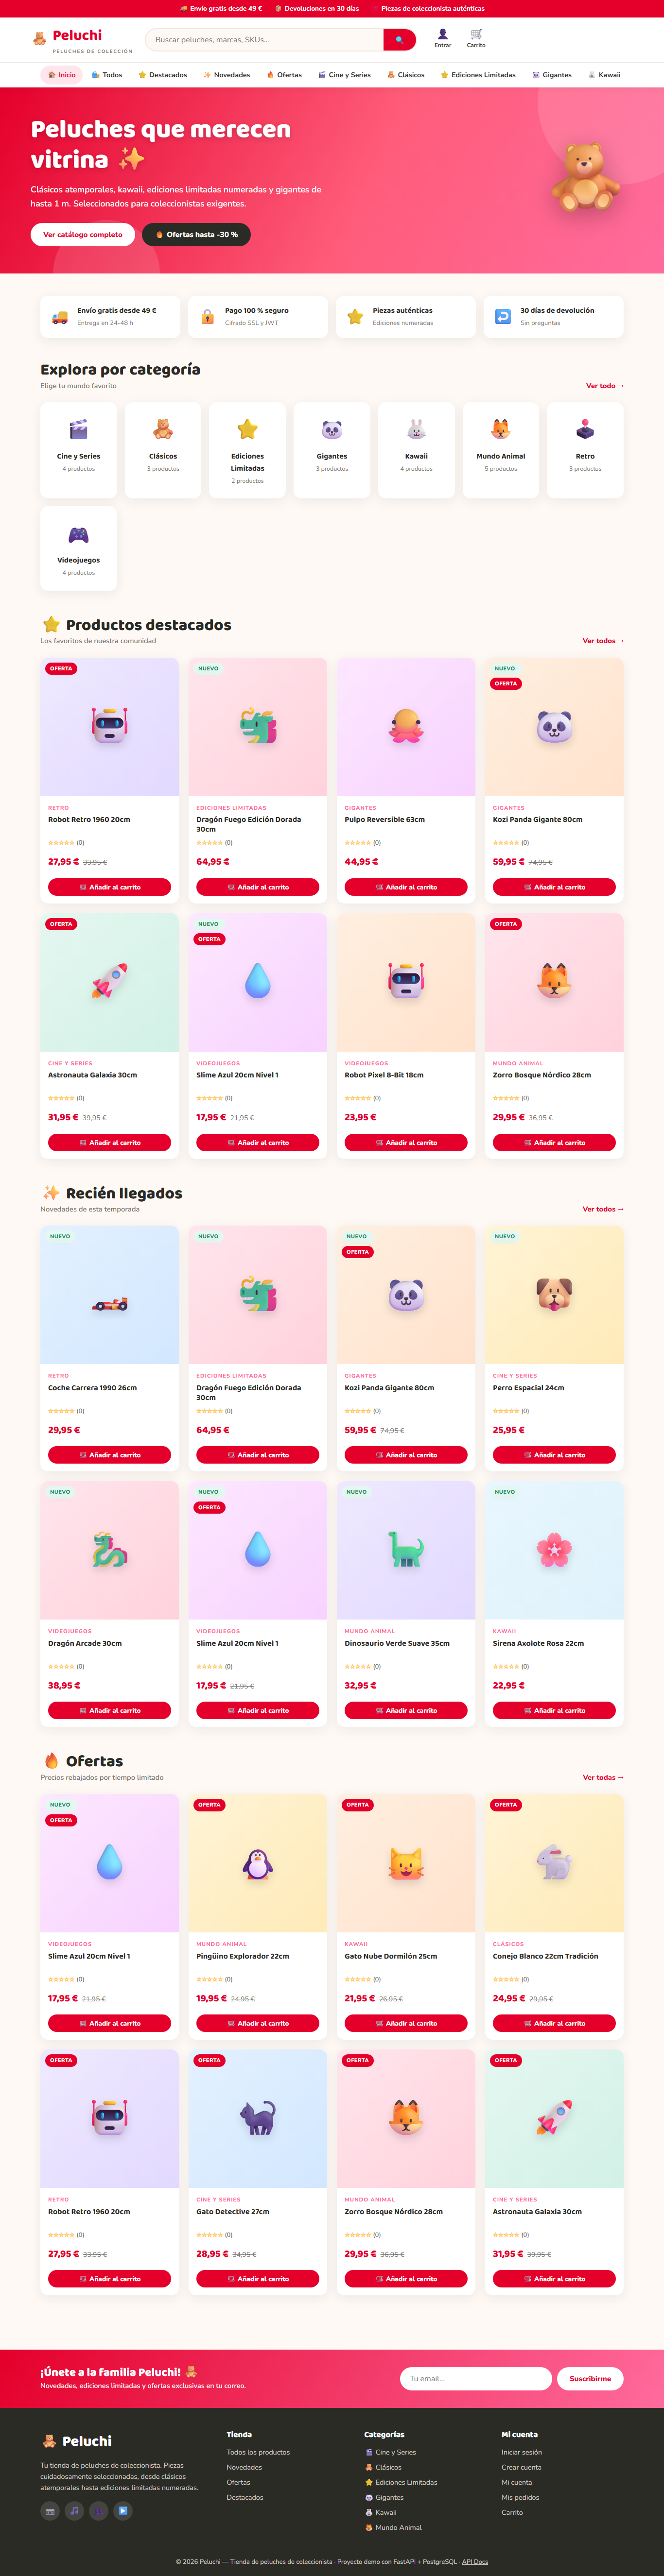 Envío gratis desde 49 € Devoluciones en 30 días Piezas de coleccionista auténticas
Peluchi
PELUCHES DE COLECCIÓN
Buscar peluches, marcas, SKUs...
Entrar
Carrito
Inicio Todos Destacados Novedades Ofertas Cine y Series Clásicos Ediciones Limitadas Gigantes Kawaii
Peluches que merecen
vitrina
Clásicos atemporales, kawaii, ediciones limitadas numeradas y gigantes de
hasta 1 m. Seleccionados para coleccionistas exigentes.
Ver catálogo completo
Ofertas hasta -30 %
Envío gratis desde 49 €
Entrega en 24-48 h
Pago 100 % seguro
Cifrado SSL y JWT
Piezas auténticas
Ediciones numeradas
30 días de devolución
Sin preguntas
Explora por categoría
Elige tu mundo favorito
Ver todo →
Cine y Series
4 productos
Clásicos
3 productos
Ediciones
Limitadas
2 productos
Gigantes
3 productos
Kawaii
4 productos
Mundo Animal
5 productos
Retro
3 productos
Videojuegos
4 productos
Productos destacados
Los favoritos de nuestra comunidad
Ver todos →
OFERTA
RETRO
Robot Retro 1960 20cm
☆☆☆☆☆ (0)
27,95 € 33,95 €
Añadir al carrito
NUEVO
EDICIONES LIMITADAS
Dragón Fuego Edición Dorada
30cm
☆☆☆☆☆ (0)
64,95 €
Añadir al carrito
GIGANTES
Pulpo Reversible 63cm
☆☆☆☆☆ (0)
44,95 €
Añadir al carrito
NUEVO
OFERTA
GIGANTES
Kozi Panda Gigante 80cm
☆☆☆☆☆ (0)
59,95 € 74,95 €
Añadir al carrito
OFERTA
CINE Y SERIES
Astronauta Galaxia 30cm
☆☆☆☆☆ (0)
31,95 € 39,95 €
Añadir al carrito
NUEVO
OFERTA
VIDEOJUEGOS
Slime Azul 20cm Nivel 1
☆☆☆☆☆ (0)
17,95 € 21,95 €
Añadir al carrito
VIDEOJUEGOS
Robot Pixel 8-Bit 18cm
☆☆☆☆☆ (0)
23,95 €
Añadir al carrito
OFERTA
MUNDO ANIMAL
Zorro Bosque Nórdico 28cm
☆☆☆☆☆ (0)
29,95 € 36,95 €
Añadir al carrito
Recién llegados
Novedades de esta temporada
Ver todos →
NUEVO
RETRO
Coche Carrera 1990 26cm
☆☆☆☆☆ (0)
29,95 €
Añadir al carrito
NUEVO
EDICIONES LIMITADAS
Dragón Fuego Edición Dorada
30cm
☆☆☆☆☆ (0)
64,95 €
Añadir al carrito
NUEVO
OFERTA
GIGANTES
Kozi Panda Gigante 80cm
☆☆☆☆☆ (0)
59,95 € 74,95 €
Añadir al carrito
NUEVO
CINE Y SERIES
Perro Espacial 24cm
☆☆☆☆☆ (0)
25,95 €
Añadir al carrito
NUEVO
VIDEOJUEGOS
Dragón Arcade 30cm
☆☆☆☆☆ (0)
38,95 €
Añadir al carrito
NUEVO
OFERTA
VIDEOJUEGOS
Slime Azul 20cm Nivel 1
☆☆☆☆☆ (0)
17,95 € 21,95 €
Añadir al carrito
NUEVO
MUNDO ANIMAL
Dinosaurio Verde Suave 35cm
☆☆☆☆☆ (0)
32,95 €
Añadir al carrito
NUEVO
KAWAII
Sirena Axolote Rosa 22cm
☆☆☆☆☆ (0)
22,95 €
Añadir al carrito
Ofertas
Precios rebajados por tiempo limitado
Ver todas →
NUEVO
OFERTA
VIDEOJUEGOS
Slime Azul 20cm Nivel 1
☆☆☆☆☆ (0)
17,95 € 21,95 €
Añadir al carrito
OFERTA
MUNDO ANIMAL
Pingüino Explorador 22cm
☆☆☆☆☆ (0)
19,95 € 24,95 €
Añadir al carrito
OFERTA
KAWAII
Gato Nube Dormilón 25cm
☆☆☆☆☆ (0)
21,95 € 26,95 €
Añadir al carrito
OFERTA
CLÁSICOS
Conejo Blanco 22cm Tradición
☆☆☆☆☆ (0)
24,95 € 29,95 €
Añadir al carrito
OFERTA
RETRO
Robot Retro 1960 20cm
☆☆☆☆☆ (0)
27,95 € 33,95 €
Añadir al carrito
OFERTA
CINE Y SERIES
Gato Detective 27cm
☆☆☆☆☆ (0)
28,95 € 34,95 €
Añadir al carrito
OFERTA
MUNDO ANIMAL
Zorro Bosque Nórdico 28cm
☆☆☆☆☆ (0)
29,95 € 36,95 €
Añadir al carrito
OFERTA
CINE Y SERIES
Astronauta Galaxia 30cm
☆☆☆☆☆ (0)
31,95 € 39,95 €
Añadir al carrito
¡Únete a la familia Peluchi!
Novedades, ediciones limitadas y ofertas exclusivas en tu correo.
Tu email...
Suscribirme
Peluchi
Tu tienda de peluches de coleccionista. Piezas
cuidadosamente seleccionadas, desde clásicos
atemporales hasta ediciones limitadas numeradas.
Tienda
Todos los productos
Novedades
Ofertas
Destacados
Categorías
Cine y Series
Clásicos
Ediciones Limitadas
Gigantes
Kawaii
Mundo Animal
Mi cuenta
Iniciar sesión
Crear cuenta
Mi cuenta
Mis pedidos
Carrito
© 2026 Peluchi — Tienda de peluches de coleccionista · Proyecto demo con FastAPI + PostgreSQL · API Docs